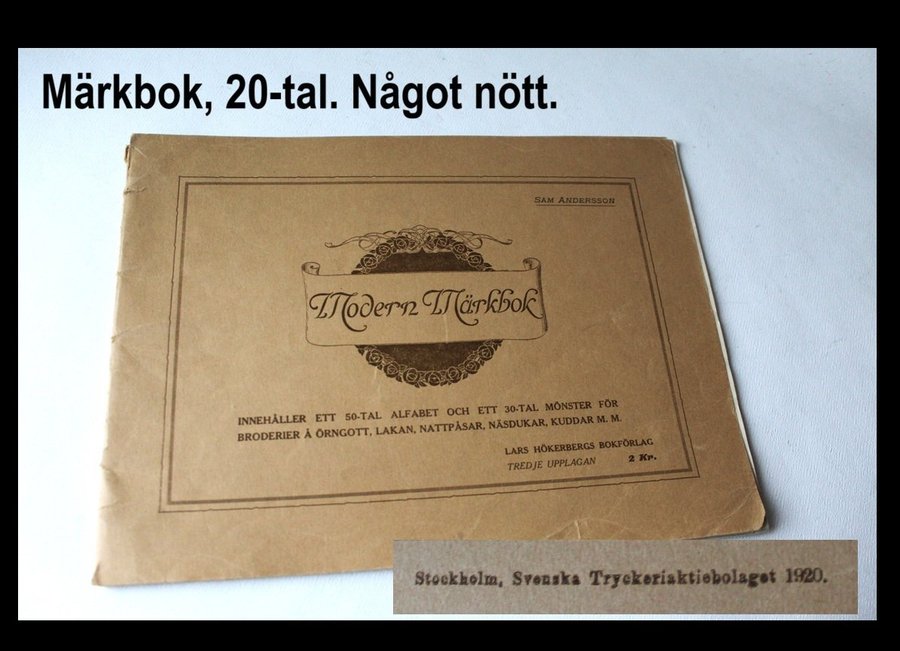 Märkbok, 20-tal. Något nött.
SAM ANDERSSON
Modern Märkbok
INNEHÅLLER ETT 50-TAL ALFABET OCH ETT 30-TAL MÖNSTER FÖR
BRODERIER Å ÖRNGOTT, LAKAN, NATTPÅSAR, NÄSDUKAR, KUDDAR M. M.
LARS HÖKERBERGS BOKFÖRLAG
TREDJE UPPLAGAN 2 Kr.
Stockholm, Svenska Tryckeriaktiebolaget 1920.